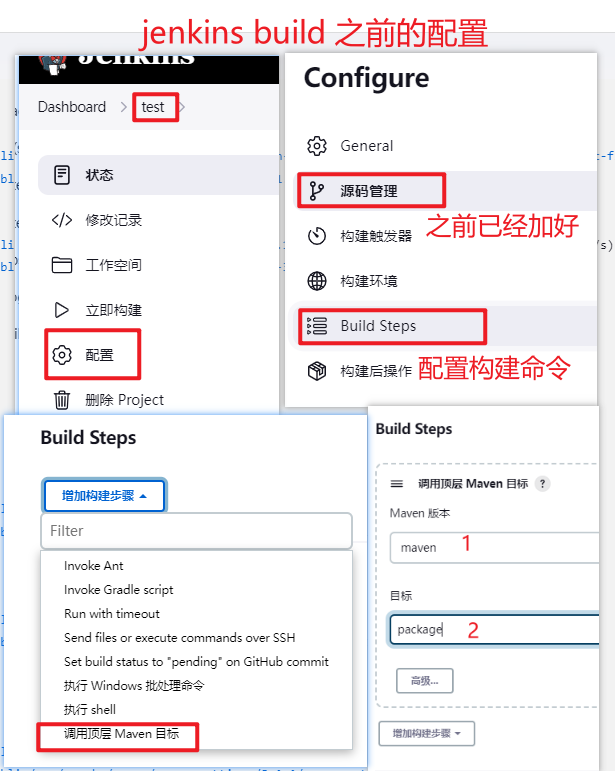 jenkins build 之前的配置
Jenkins
Dashboard > test >
状态
修改记录
工作空间
立即构建
配置
删除 Project
Configure
General
源码管理
之前已经加好
构建触发器
构建环境
Build Steps
构建后操作
配置构建命令
Build Steps
增加构建步骤
Filter
Invoke Ant
Invoke Gradle script
Run with timeout
Send files or execute commands over SSH
Set build status to "pending" on GitHub commit
执行 Windows 批处理命令
执行 shell
调用顶层 Maven 目标
Build Steps
调用顶层 Maven 目标 ?
Maven 版本
maven 1
目标
package 2
高级...
增加构建步骤